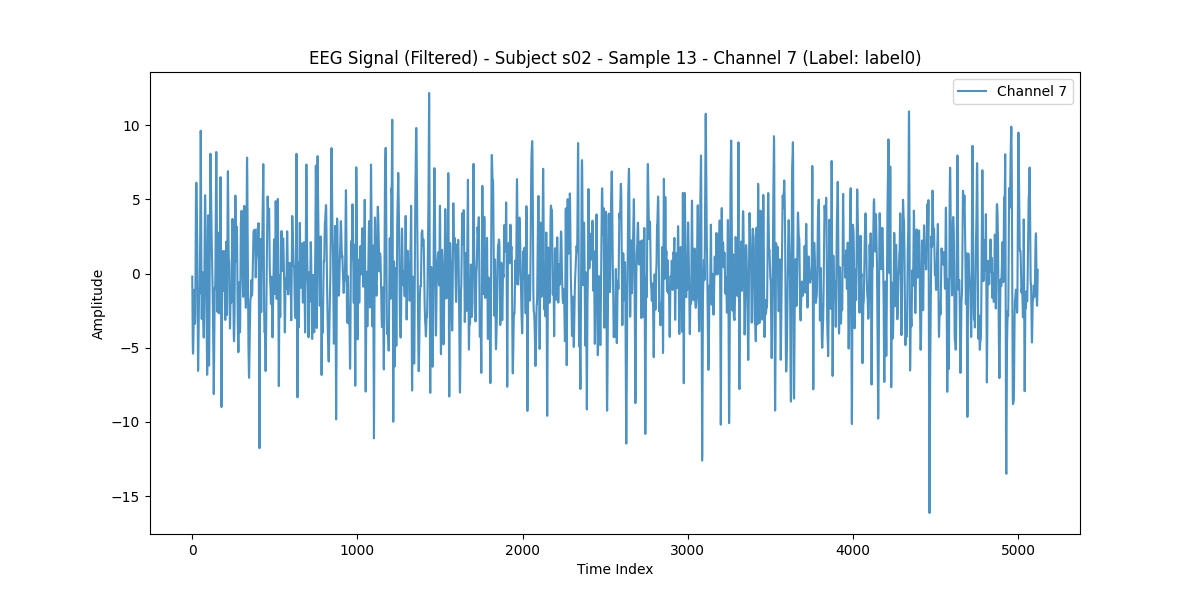 EEG Signal (Filtered) - Subject s02 - Sample 13 - Channel 7 (Label: label0)
Channel 7
10
5
0
−5
−10
−15
Amplitude
0 1000 2000 3000 4000 5000
Time Index